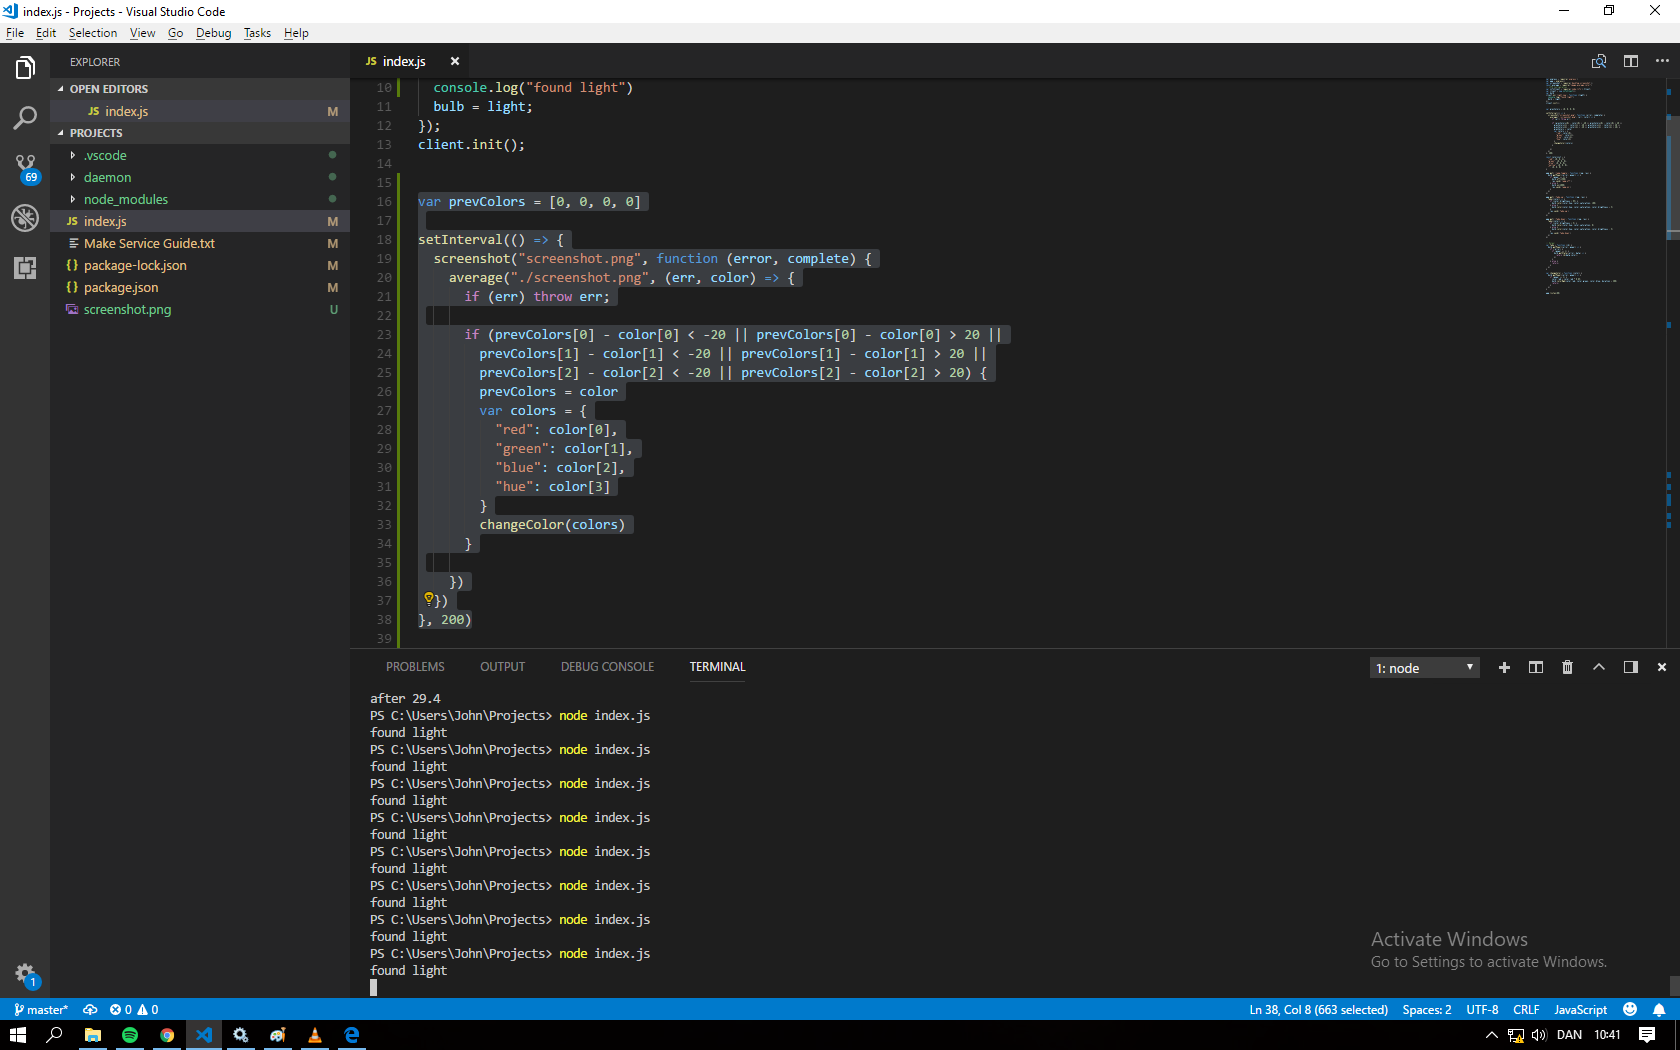 index.js - Projects - Visual Studio Code
File Edit Selection View Go Debug Tasks Help
EXPLORER
OPEN EDITORS
JS index.js M
PROJECTS
.vscode
daemon
node_modules
JS index.js M
Make Service Guide.txt M
{} package-lock.json M
{} package.json M
screenshot.png U
69
1
JS index.js
10 console.log("found light")
11 bulb = light;
12 });
13 client.init();
14
15
16 var prevColors = [0, 0, 0, 0]
17
18 setInterval(() => {
19 screenshot("screenshot.png", function (error, complete) {
20 average("./screenshot.png", (err, color) => {
21 if (err) throw err;
22
23 if (prevColors[0] - color[0] < -20 || prevColors[0] - color[0] > 20 ||
24 prevColors[1] - color[1] < -20 || prevColors[1] - color[1] > 20 ||
25 prevColors[2] - color[2] < -20 || prevColors[2] - color[2] > 20) {
26 prevColors = color
27 var colors = {
28 "red": color[0],
29 "green": color[1],
30 "blue": color[2],
31 "hue": color[3]
32 }
33 changeColor(colors)
34 }
35
36 })
37 })
38 }, 200)
39
PROBLEMS OUTPUT DEBUG CONSOLE TERMINAL
1: node
after 29.4
PS C:\Users\John\Projects> node index.js
found light
PS C:\Users\John\Projects> node index.js
found light
PS C:\Users\John\Projects> node index.js
found light
PS C:\Users\John\Projects> node index.js
found light
PS C:\Users\John\Projects> node index.js
found light
PS C:\Users\John\Projects> node index.js
found light
PS C:\Users\John\Projects> node index.js
found light
PS C:\Users\John\Projects> node index.js
found light
Activate Windows
Go to Settings to activate Windows.
master* 0 0 Ln 38, Col 8 (663 selected) Spaces: 2 UTF-8 CRLF JavaScript
DAN 10:41